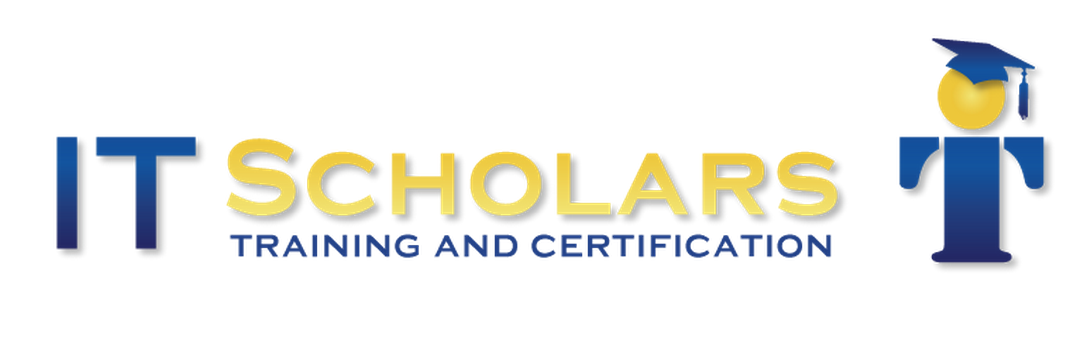 IT SCHOLARS
TRAINING AND CERTIFICATION